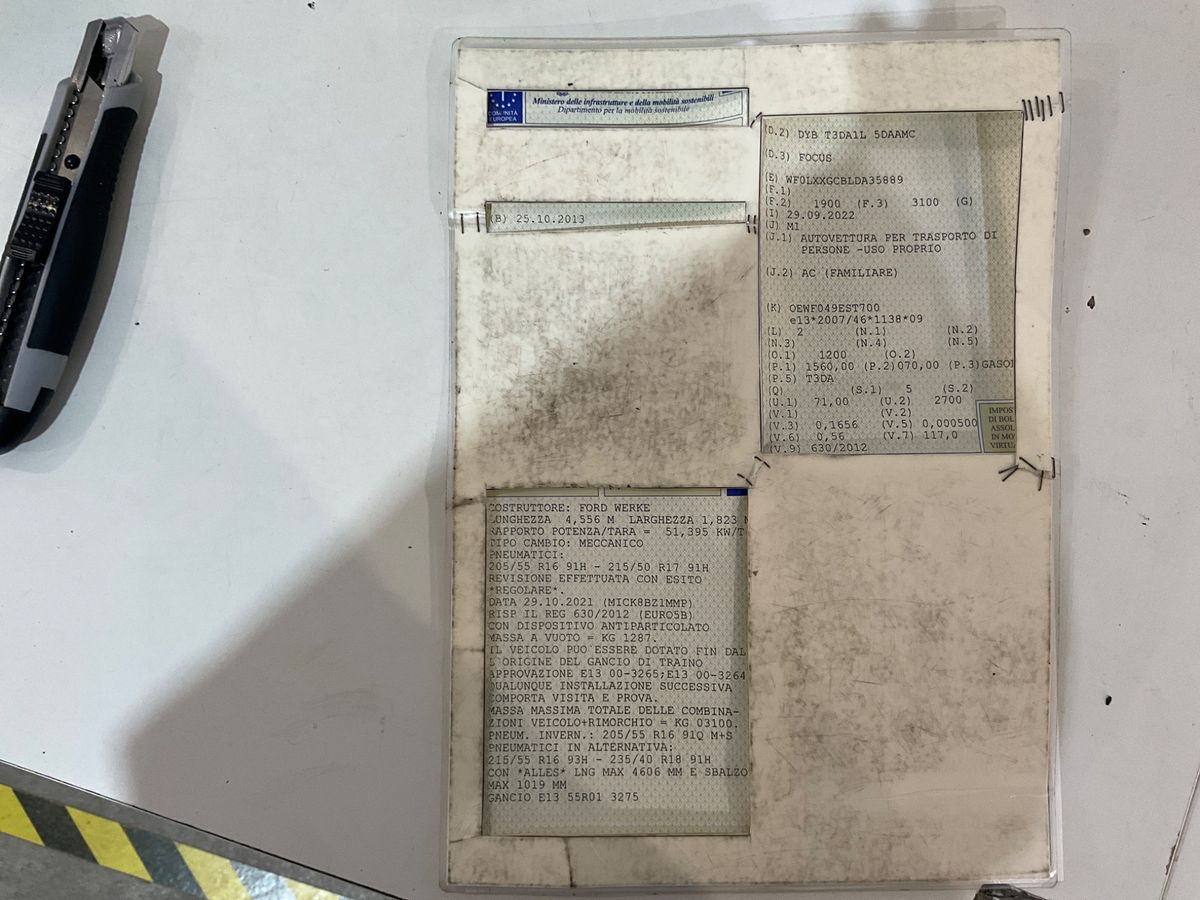 COMUNITÀ
EUROPEA
Ministero delle infrastrutture e della mobilità sostenibili
Dipartimento per la mobilità sostenibile
(B) 25.10.2013
(D.2) DYB T3DA1L 5DAAMC
(D.3) FOCUS
(E) WF0LXXGCBLDA35889
(F.1)
(F.2) 1900 (F.3) 3100 (G)
(I) 29.09.2022
(J) M1
(J.1) AUTOVETTURA PER TRASPORTO DI
PERSONE -USO PROPRIO
(J.2) AC (FAMILIARE)
(K) OEWF049EST700
e13*2007/46*1138*09
(L) 2 (N.1) (N.2)
(N.3) (N.4) (N.5)
(O.1) 1200 (O.2)
(P.1) 1560,00 (P.2)070,00 (P.3)GASOL
(P.5) T3DA
(Q) (S.1) 5 (S.2)
(U.1) 71,00 (U.2) 2700
(V.1) (V.2)
(V.3) 0,1656 (V.5) 0,000500
(V.6) 0,56 (V.7) 117,0
(V.9) 630/2012
IMPOS
DI BOL
ASSOL
IN MO
VIRTU
COSTRUTTORE: FORD WERKE
LUNGHEZZA 4,556 M LARGHEZZA 1,823 M
RAPPORTO POTENZA/TARA = 51,395 KW/T
TIPO CAMBIO: MECCANICO
PNEUMATICI:
205/55 R16 91H - 215/50 R17 91H
REVISIONE EFFETTUATA CON ESITO
*REGOLARE*.
DATA 29.10.2021 (MICK8BZ1MMP)
RISP IL REG 630/2012 (EURO5B)
CON DISPOSITIVO ANTIPARTICOLATO
MASSA A VUOTO = KG 1287.
IL VEICOLO PUO'ESSERE DOTATO FIN DAL
L'ORIGINE DEL GANCIO DI TRAINO
APPROVAZIONE E13 00-3265;E13 00-3264
QUALUNQUE INSTALLAZIONE SUCCESSIVA
COMPORTA VISITA E PROVA.
MASSA MASSIMA TOTALE DELLE COMBINA-
ZIONI VEICOLO+RIMORCHIO = KG 03100.
PNEUM. INVERN.: 205/55 R16 91Q M+S
PNEUMATICI IN ALTERNATIVA:
215/55 R16 93H - 235/40 R18 91H
CON *ALLES* LNG MAX 4606 MM E SBALZO
MAX 1019 MM
GANCIO E13 55R01 3275